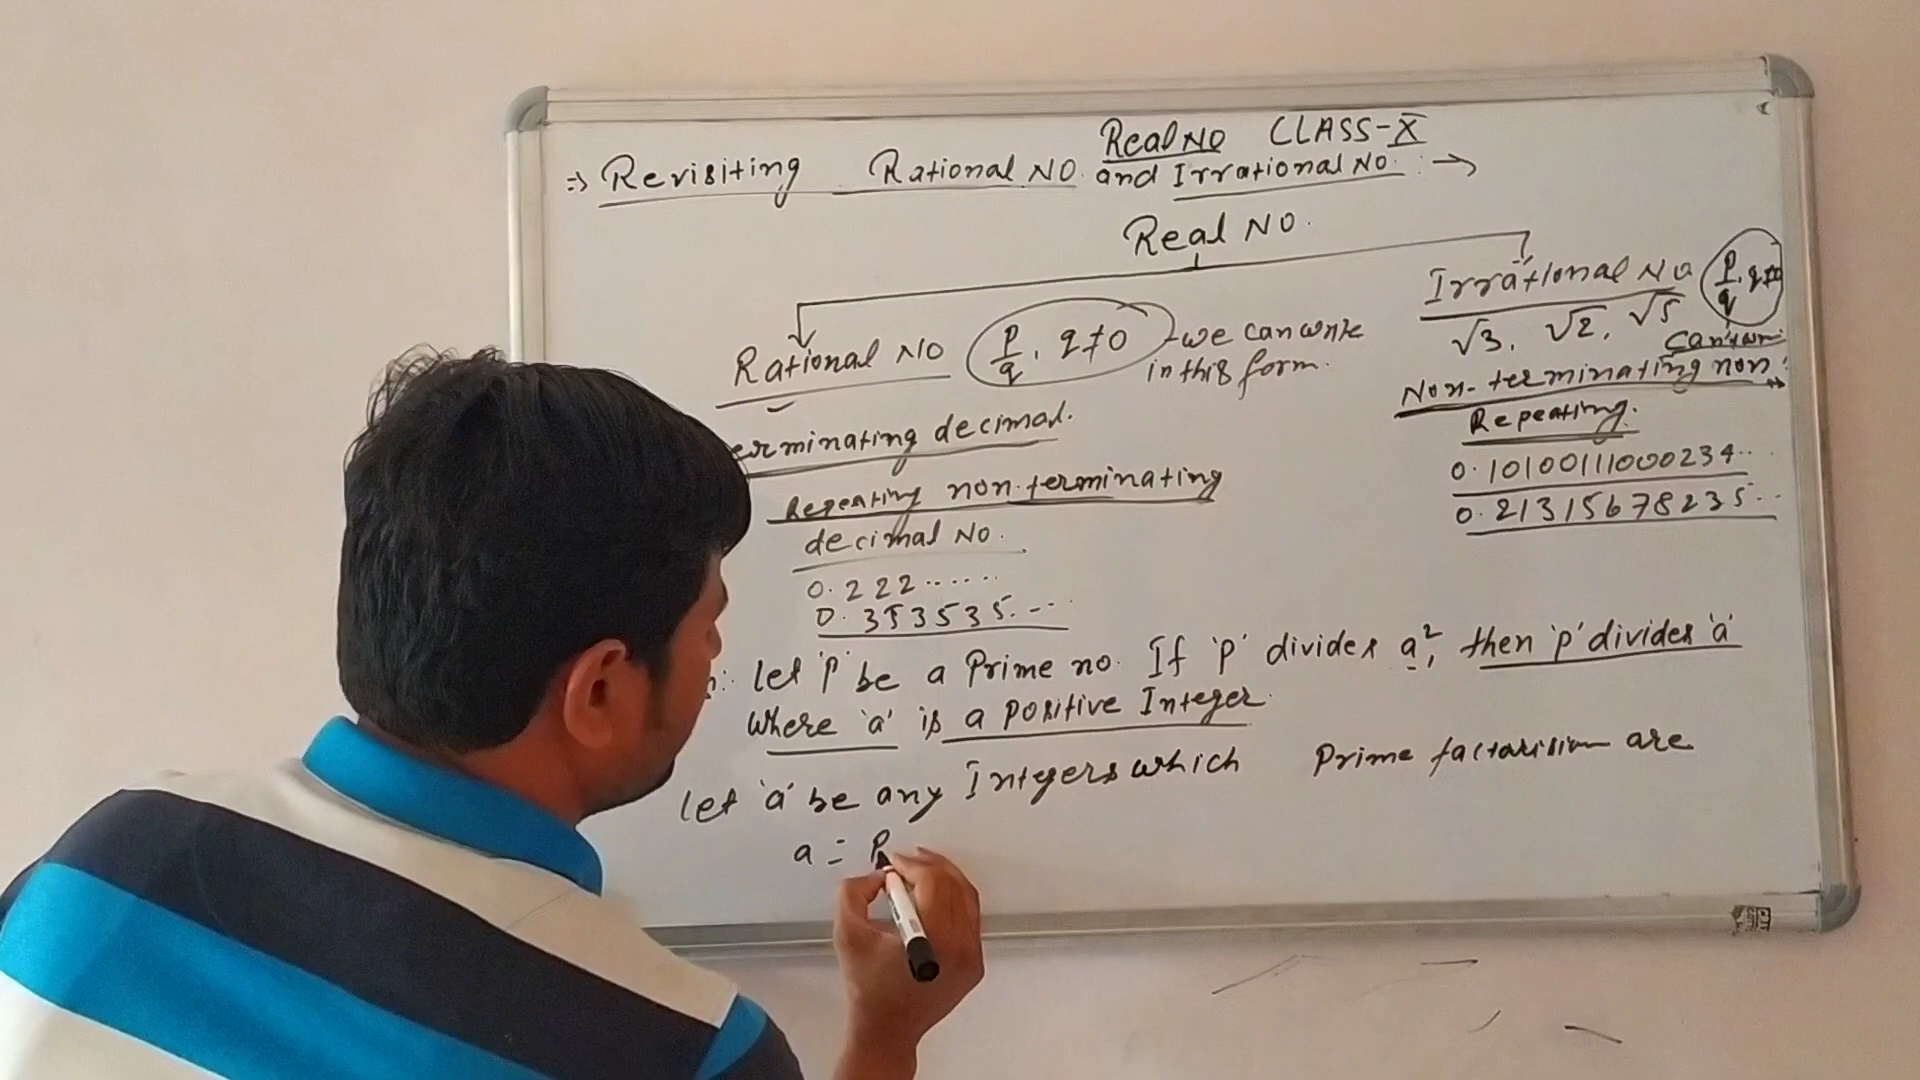 Real NO CLASS-X
⇒ Revisiting Rational NO. and Irrational NO. : →
Real NO.
Rational NO p/q, q≠0 - we can write
in this form.
Irrational NO p/q, q≠0
√3, √2, √5
Non-terminating non-
Repeating.
0.10100111000234..
0.21315678235..
erminating decimal.
Repeating non-terminating
decimal NO.
0.222......
0.353535...
let 'p' be a Prime no. If 'p' divides a², then 'p' divides 'a'
Where 'a' is a positive Integer.
let 'a' be any Integers which Prime are
a = P